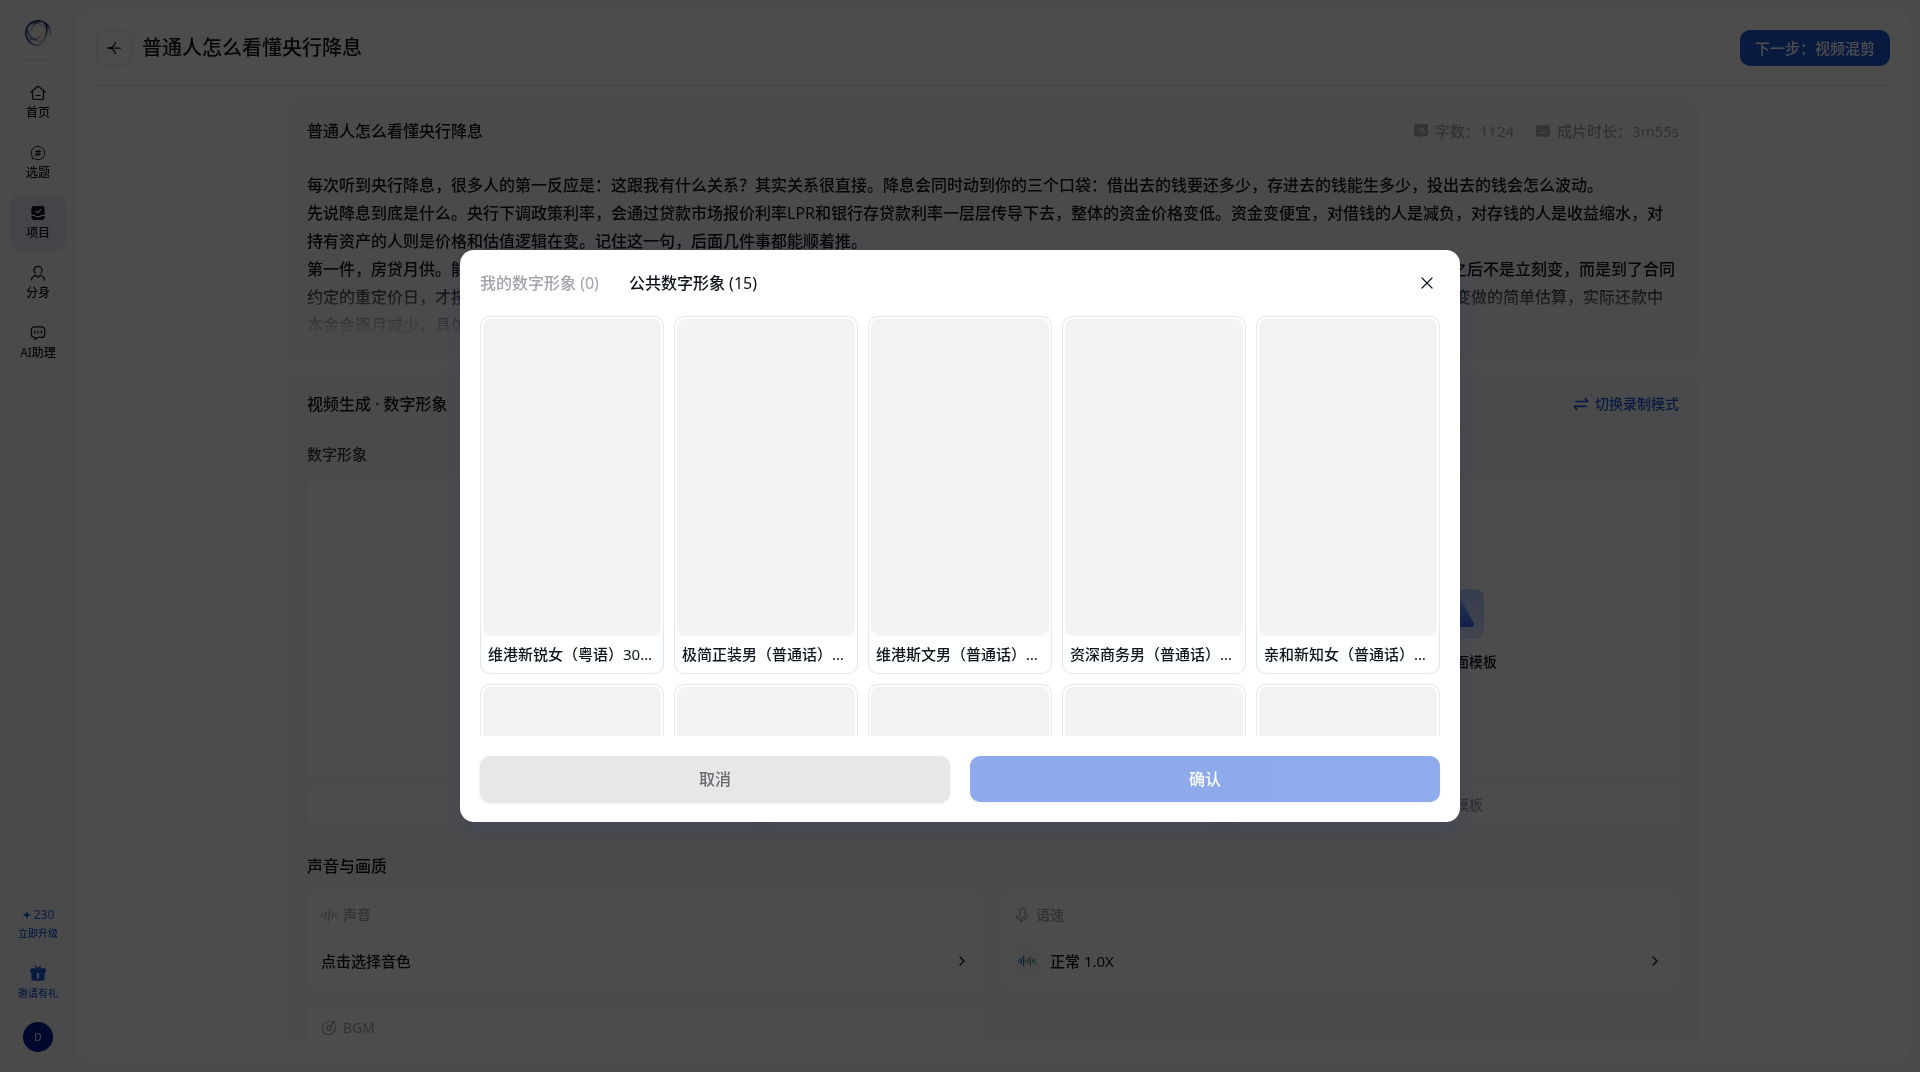 普通人怎么看懂央行降息
下一步：视频混剪
首页
选题
项目
分身
AI助理
230
立即升级
邀请有礼
D
普通人怎么看懂央行降息
字数：1124
成片时长：3m55s
每次听到央行降息，很多人的第一反应是：这跟我有什么关系？其实关系很直接。降息会同时动到你的三个口袋：借出去的钱要还多少，存进去的钱能生多少，投出去的钱会怎么波动。
先说降息到底是什么。央行下调政策利率，会通过贷款市场报价利率LPR和银行存贷款利率一层层传导下去，整体的资金价格变低。资金变便宜，对借钱的人是减负，对存钱的人是收益缩水，对
持有资产的人则是价格和估值逻辑在变。记住这一句，后面几件事都能顺着推。
第一件，房贷月供。
之后不是立刻变，而是到了合同
约定的重定价日，才
变做的简单估算，实际还款中
本金会逐月减少，具体
我的数字形象 (0)
公共数字形象 (15)
维港新锐女（粤语）30...
极简正装男（普通话）...
维港斯文男（普通话）...
资深商务男（普通话）...
亲和新知女（普通话）...
取消
确认
视频生成 · 数字形象
切换录制模式
数字形象
面模板
模板
声音与画质
声音
点击选择音色
语速
正常 1.0X
BGM